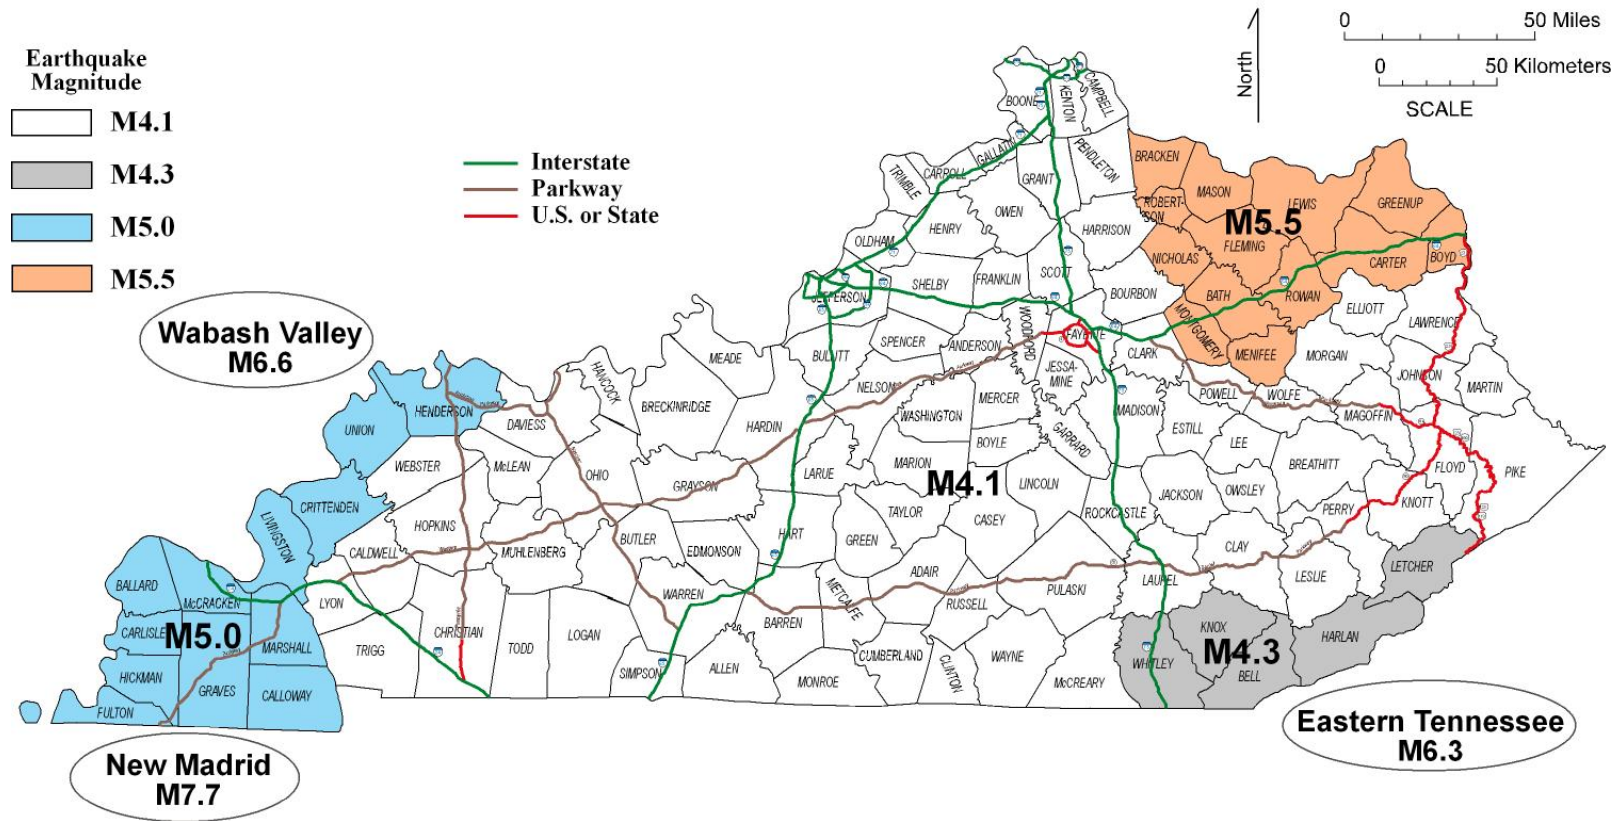 Earthquake
Magnitude
M4.1
M4.3
M5.0
M5.5
Interstate
Parkway
U.S. or State
North
0 50 Miles
0 50 Kilometers
SCALE
Wabash Valley
M6.6
New Madrid
M7.7
Eastern Tennessee
M6.3
M5.5
M4.1
M5.0
M4.3
BOONE
KENTON
CAMPBELL
GALLATIN
CARROLL
TRIMBLE
GRANT
PENDLETON
BRACKEN
MASON
ROBERT-
SON
LEWIS
GREENUP
OWEN
HENRY
HARRISON
OLDHAM
FLEMING
NICHOLAS
CARTER
BOYD
JEFFERSON
SHELBY
FRANKLIN
SCOTT
BOURBON
BATH
ROWAN
ELLIOTT
LAWRENCE
MONTGOMERY
MENIFEE
MORGAN
BULLITT
SPENCER
ANDERSON
WOODFORD
FAYETTE
CLARK
JESSA-
MINE
MEADE
HANCOCK
BRECKINRIDGE
NELSON
WASHINGTON
MERCER
MADISON
POWELL
WOLFE
MAGOFFIN
JOHNSON
MARTIN
HENDERSON
DAVIESS
UNION
HARDIN
LARUE
MARION
BOYLE
GARRARD
ESTILL
LEE
BREATHITT
FLOYD
PIKE
WEBSTER
McLEAN
OHIO
GRAYSON
LINCOLN
JACKSON
OWSLEY
KNOTT
PERRY
CRITTENDEN
LIVINGSTON
HOPKINS
MUHLENBERG
BUTLER
EDMONSON
HART
GREEN
TAYLOR
CASEY
ROCKCASTLE
CLAY
LESLIE
LETCHER
CALDWELL
BALLARD
McCRACKEN
LYON
WARREN
BARREN
METCALFE
ADAIR
RUSSELL
PULASKI
LAUREL
KNOX
HARLAN
CARLISLE
MARSHALL
TRIGG
CHRISTIAN
TODD
LOGAN
SIMPSON
ALLEN
MONROE
CUMBERLAND
CLINTON
WAYNE
McCREARY
WHITLEY
BELL
HICKMAN
GRAVES
CALLOWAY
FULTON